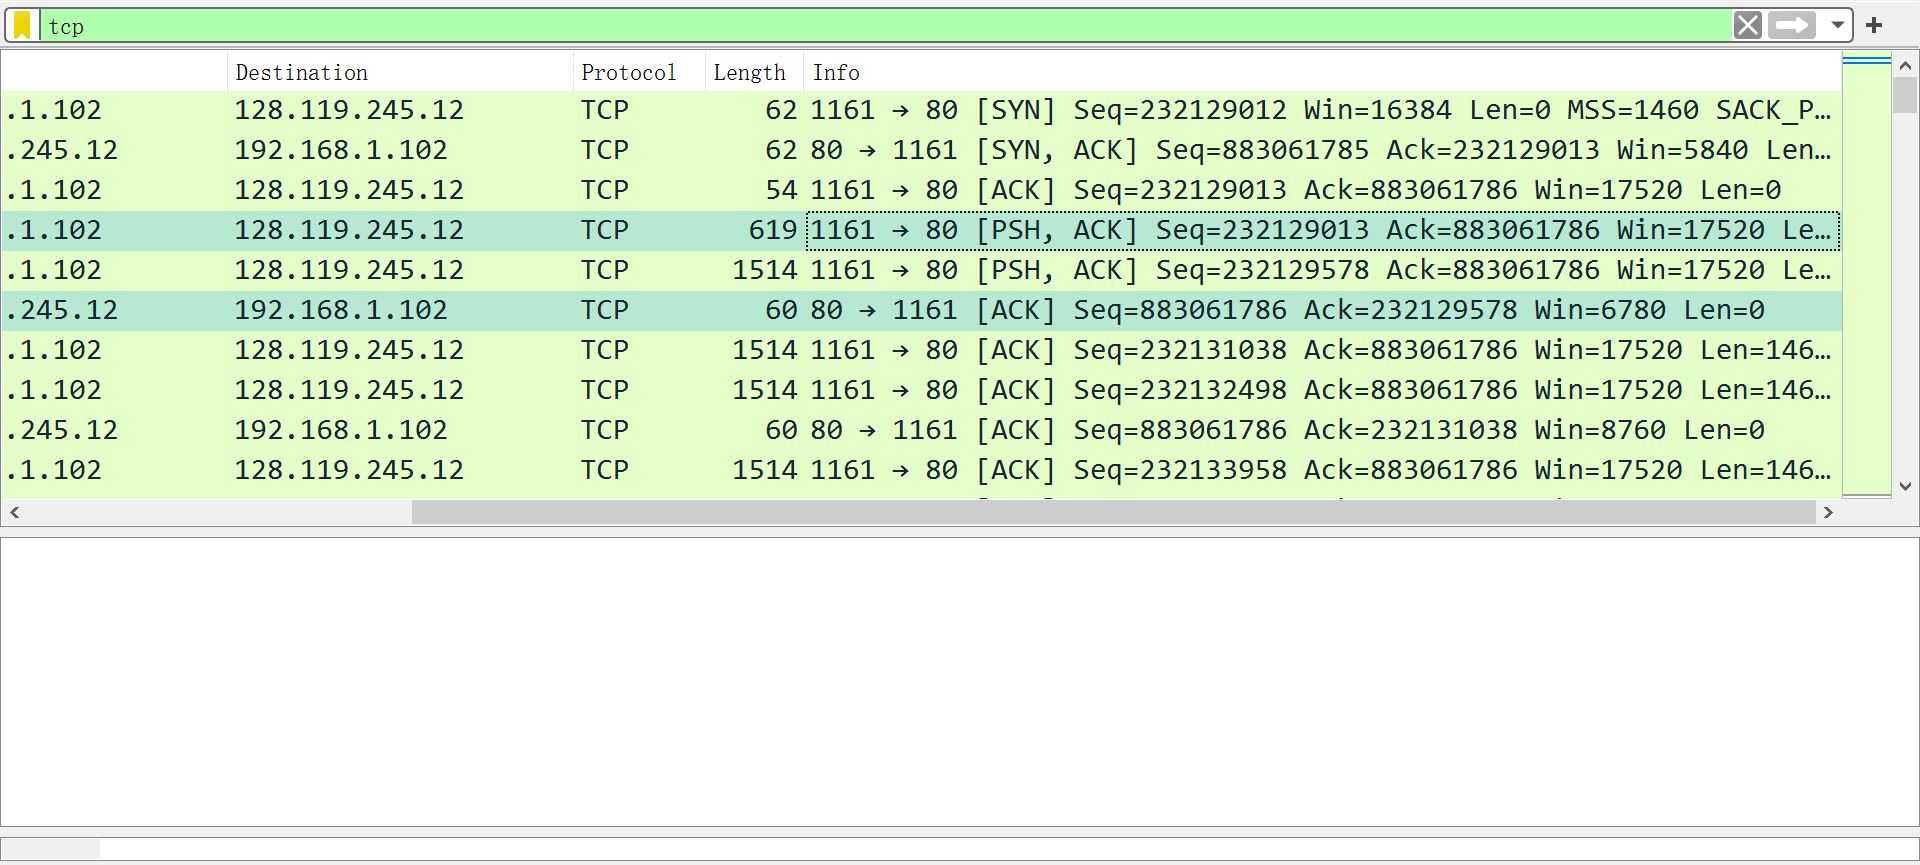 tcp
Destination Protocol Length Info
.1.102 128.119.245.12 TCP 62 1161 → 80 [SYN] Seq=232129012 Win=16384 Len=0 MSS=1460 SACK_P…
.245.12 192.168.1.102 TCP 62 80 → 1161 [SYN, ACK] Seq=883061785 Ack=232129013 Win=5840 Len…
.1.102 128.119.245.12 TCP 54 1161 → 80 [ACK] Seq=232129013 Ack=883061786 Win=17520 Len=0
.1.102 128.119.245.12 TCP 619 1161 → 80 [PSH, ACK] Seq=232129013 Ack=883061786 Win=17520 Le…
.1.102 128.119.245.12 TCP 1514 1161 → 80 [PSH, ACK] Seq=232129578 Ack=883061786 Win=17520 Le…
.245.12 192.168.1.102 TCP 60 80 → 1161 [ACK] Seq=883061786 Ack=232129578 Win=6780 Len=0
.1.102 128.119.245.12 TCP 1514 1161 → 80 [ACK] Seq=232131038 Ack=883061786 Win=17520 Len=146…
.1.102 128.119.245.12 TCP 1514 1161 → 80 [ACK] Seq=232132498 Ack=883061786 Win=17520 Len=146…
.245.12 192.168.1.102 TCP 60 80 → 1161 [ACK] Seq=883061786 Ack=232131038 Win=8760 Len=0
.1.102 128.119.245.12 TCP 1514 1161 → 80 [ACK] Seq=232133958 Ack=883061786 Win=17520 Len=146…